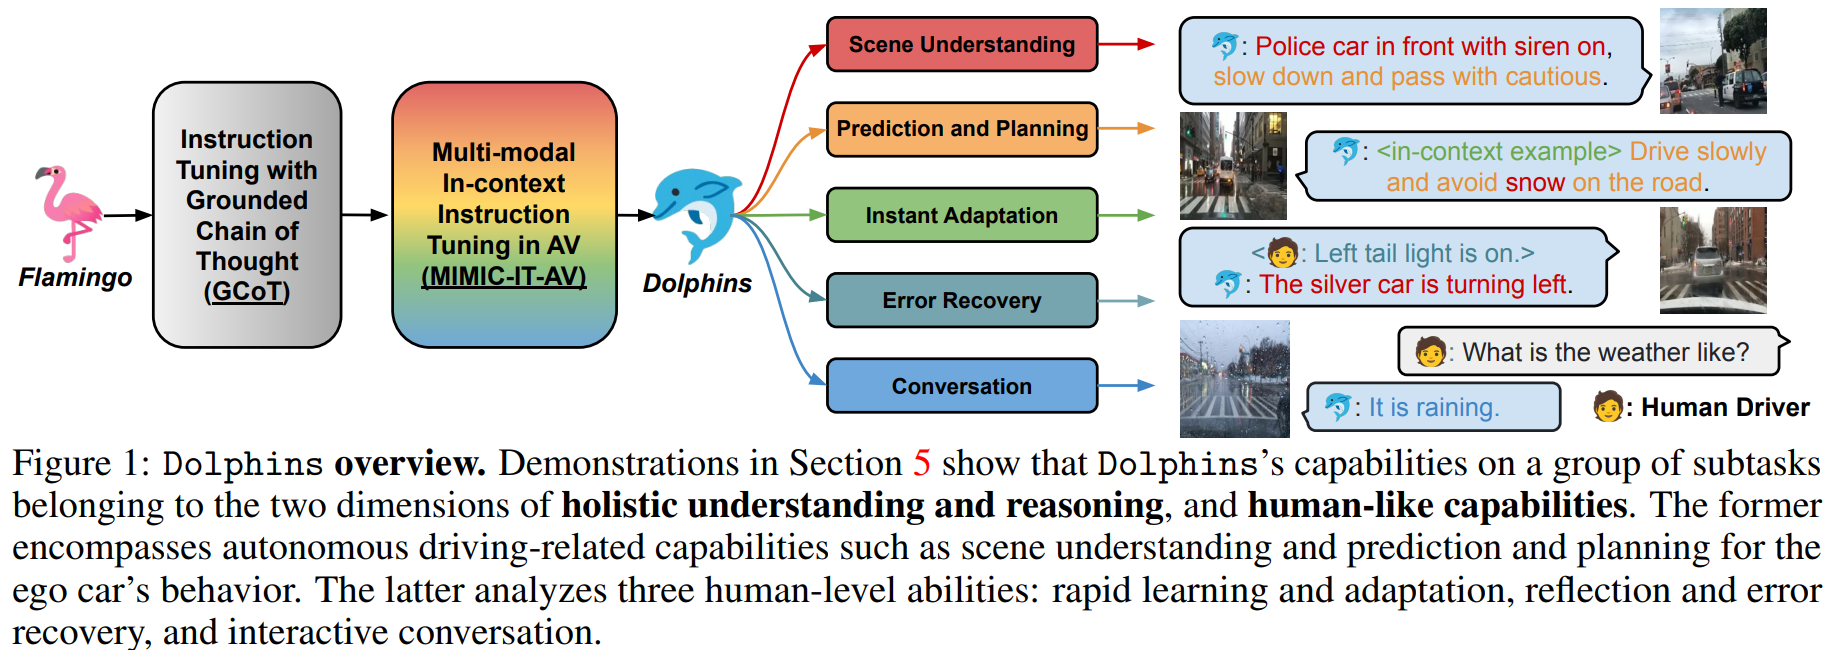 Flamingo
Instruction
Tuning with
Grounded
Chain of
Thought
(GCoT)
Multi-modal
In-context
Instruction
Tuning in AV
(MIMIC-IT-AV)
Dolphins
Scene Understanding
Prediction and Planning
Instant Adaptation
Error Recovery
Conversation
: Police car in front with siren on,
slow down and pass with cautious.
: <in-context example> Drive slowly
and avoid snow on the road.
<: Left tail light is on.>
: The silver car is turning left.
: What is the weather like?
: It is raining.
: Human Driver
Figure 1: Dolphins overview. Demonstrations in Section 5 show that Dolphins's capabilities on a group of subtasks
belonging to the two dimensions of holistic understanding and reasoning, and human-like capabilities. The former
encompasses autonomous driving-related capabilities such as scene understanding and prediction and planning for the
ego car's behavior. The latter analyzes three human-level abilities: rapid learning and adaptation, reflection and error
recovery, and interactive conversation.